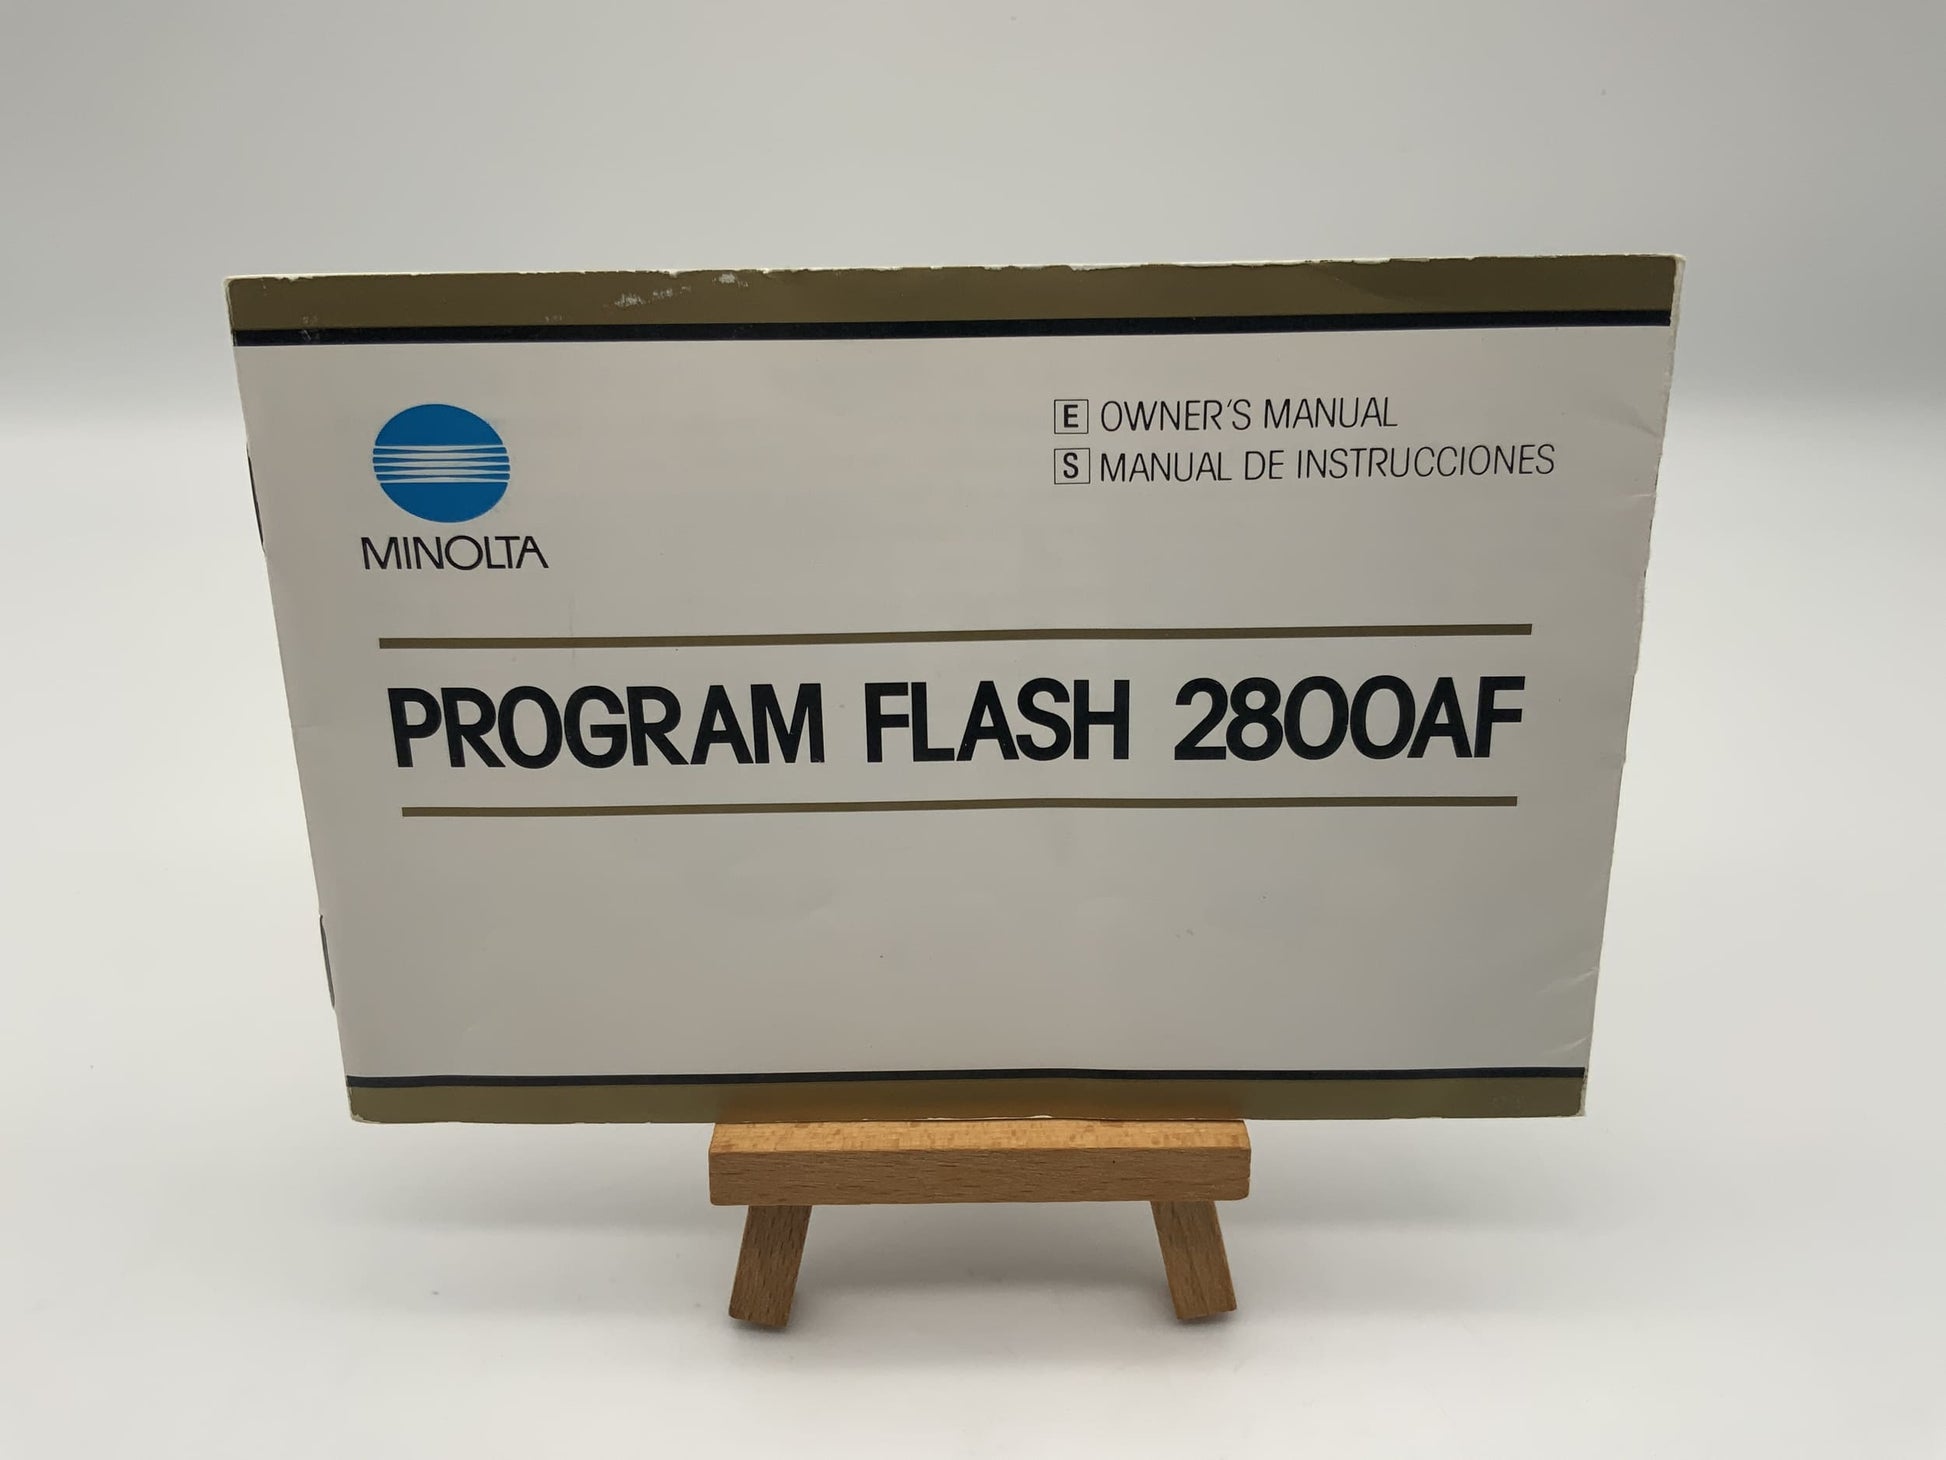 E OWNER'S MANUAL
S MANUAL DE INSTRUCCIONES
MINOLTA
PROGRAM FLASH 2800AF